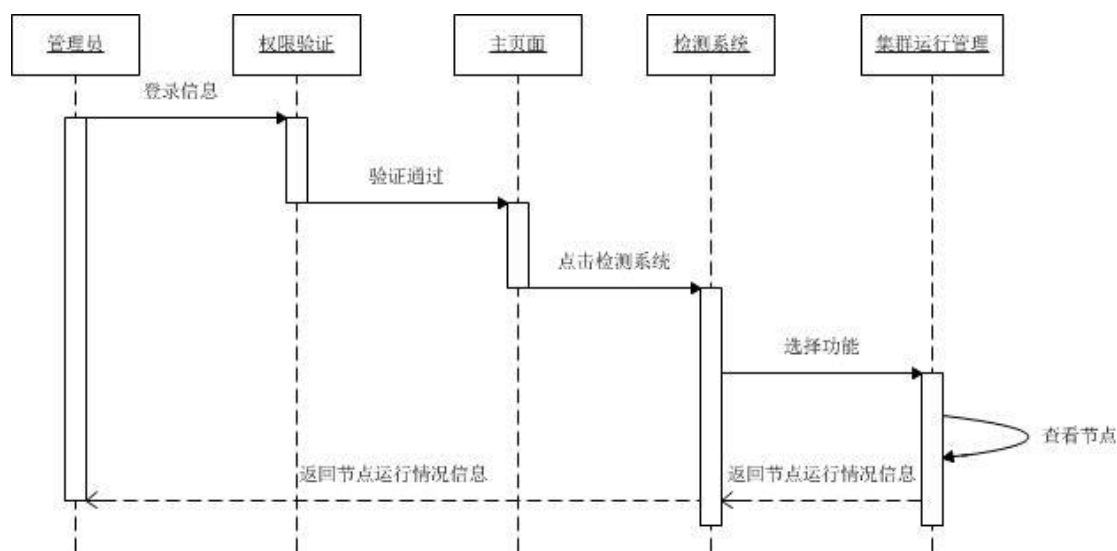 管理员
权限验证
主页面
检测系统
集群运行管理
登录信息
验证通过
点击检测系统
选择功能
查看节点
返回节点运行情况信息
返回节点运行情况信息